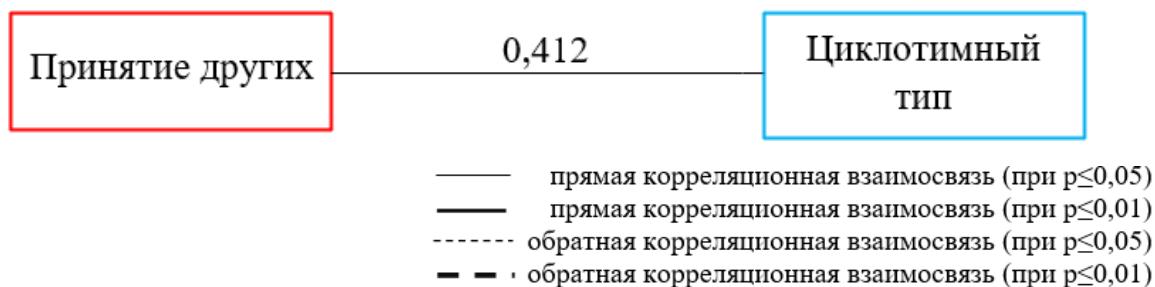 Принятие других
0,412
Циклотимный
тип
прямая корреляционная взаимосвязь (при p≤0,05)
прямая корреляционная взаимосвязь (при p≤0,01)
обратная корреляционная взаимосвязь (при p≤0,05)
обратная корреляционная взаимосвязь (при p≤0,01)